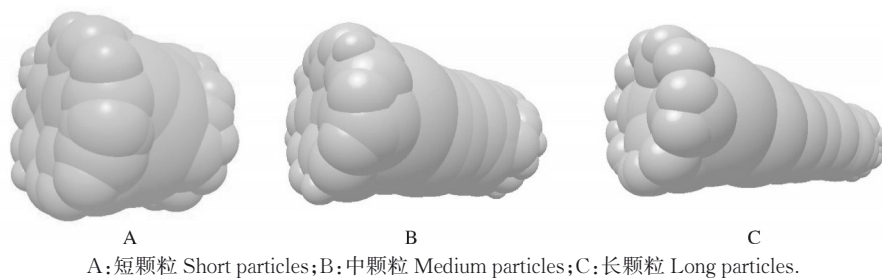 A
B
C
A:短颗粒 Short particles;B:中颗粒 Medium particles;C:长颗粒 Long particles.